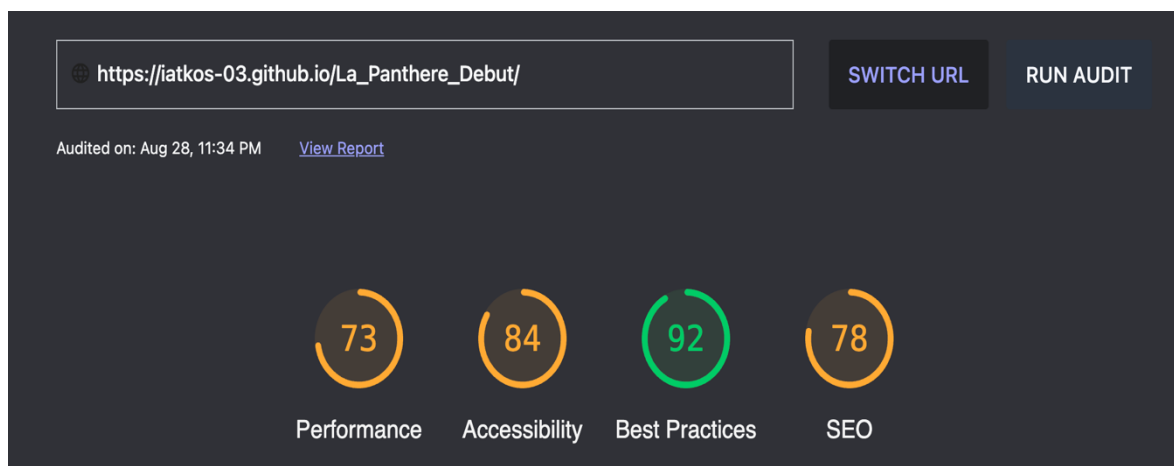 https://iatkos-03.github.io/La_Panthere_Debut/ SWITCH URL RUN AUDIT
Audited on: Aug 28, 11:34 PM View Report
73 84 92 78
Performance Accessibility Best Practices SEO